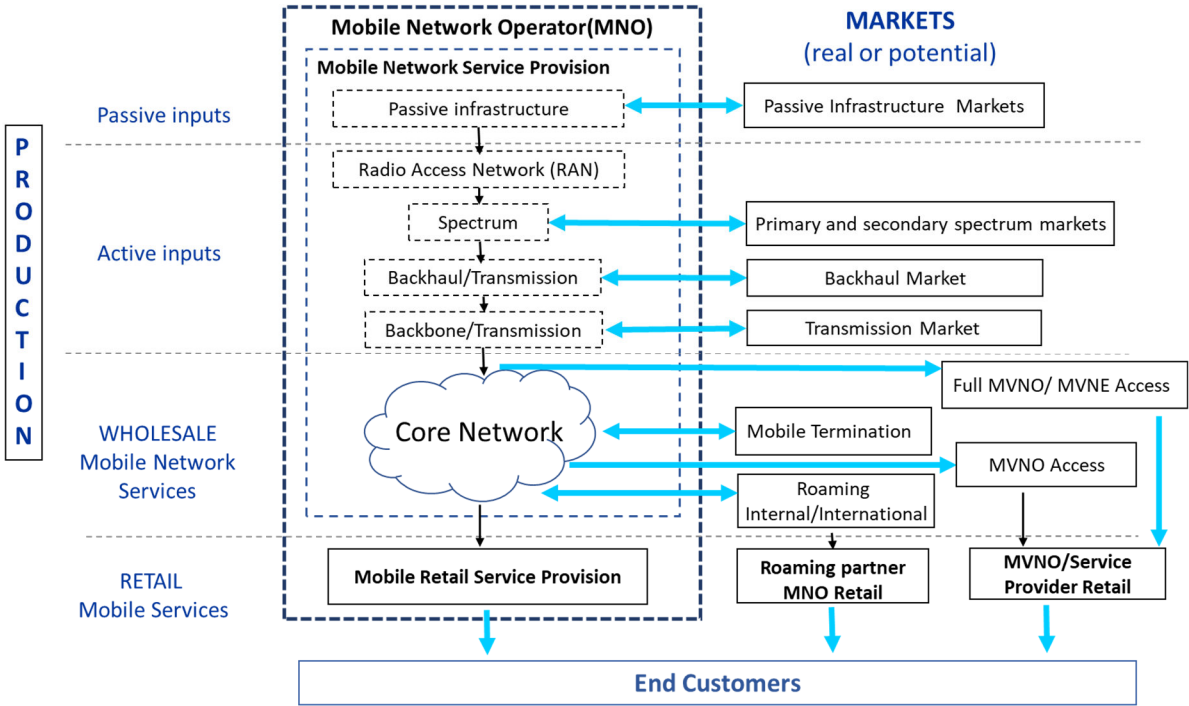 Mobile Network Operator(MNO)
MARKETS
(real or potential)
Mobile Network Service Provision
Passive inputs
Passive infrastructure
Passive Infrastructure Markets
PRODUCTION
Radio Access Network (RAN)
Active inputs
Spectrum
Primary and secondary spectrum markets
Backhaul/Transmission
Backhaul Market
Backbone/Transmission
Transmission Market
Full MVNO/ MVNE Access
WHOLESALE
Mobile Network
Services
Core Network
Mobile Termination
MVNO Access
Roaming
Internal/International
RETAIL
Mobile Services
Mobile Retail Service Provision
Roaming partner
MNO Retail
MVNO/Service
Provider Retail
End Customers